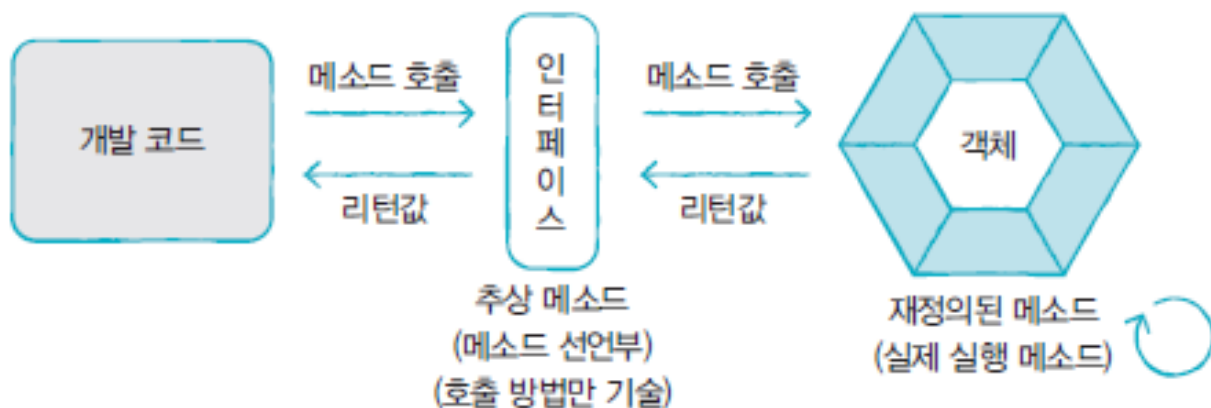 개발 코드
메소드 호출
리턴값
인터페이스
메소드 호출
리턴값
객체
추상 메소드
(메소드 선언부)
(호출 방법만 기술)
재정의된 메소드
(실제 실행 메소드)